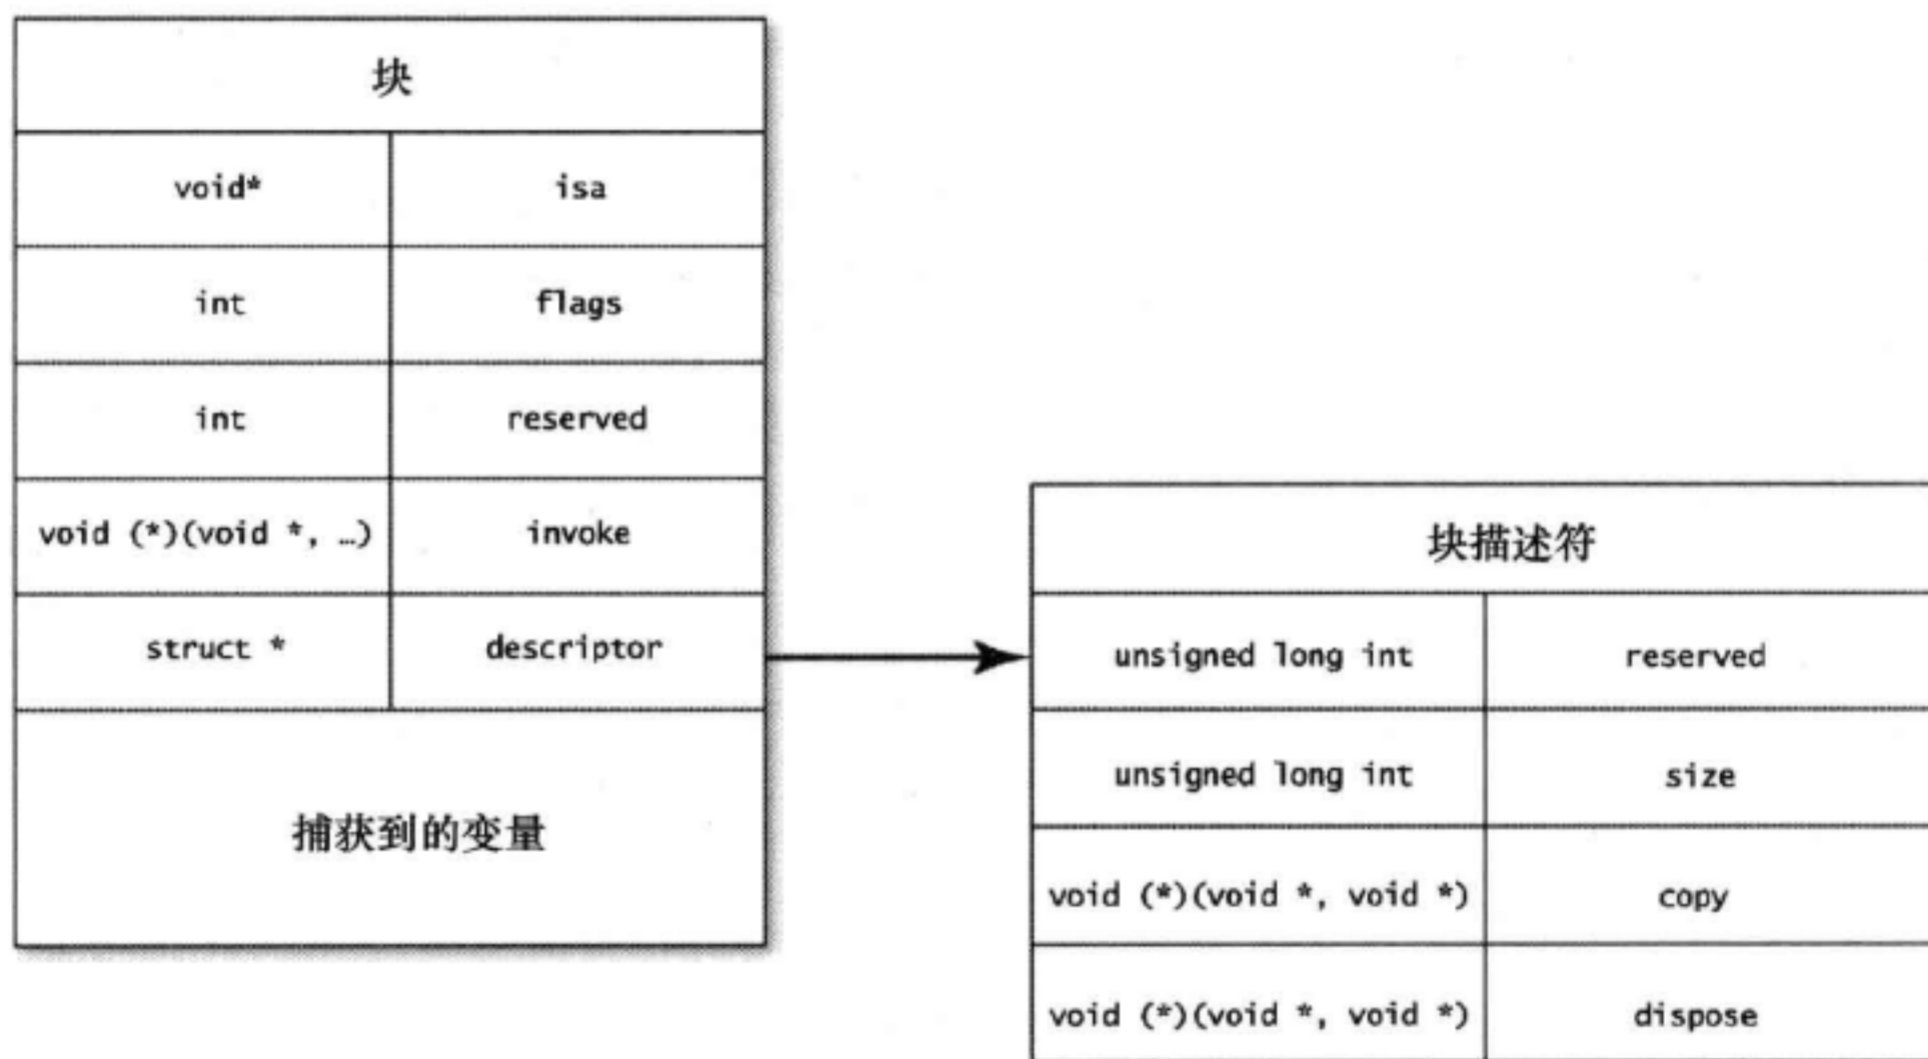 块
void* isa
int flags
int reserved
void (*)(void *, …) invoke
struct * descriptor
捕获到的变量
块描述符
unsigned long int reserved
unsigned long int size
void (*)(void *, void *) copy
void (*)(void *, void *) dispose